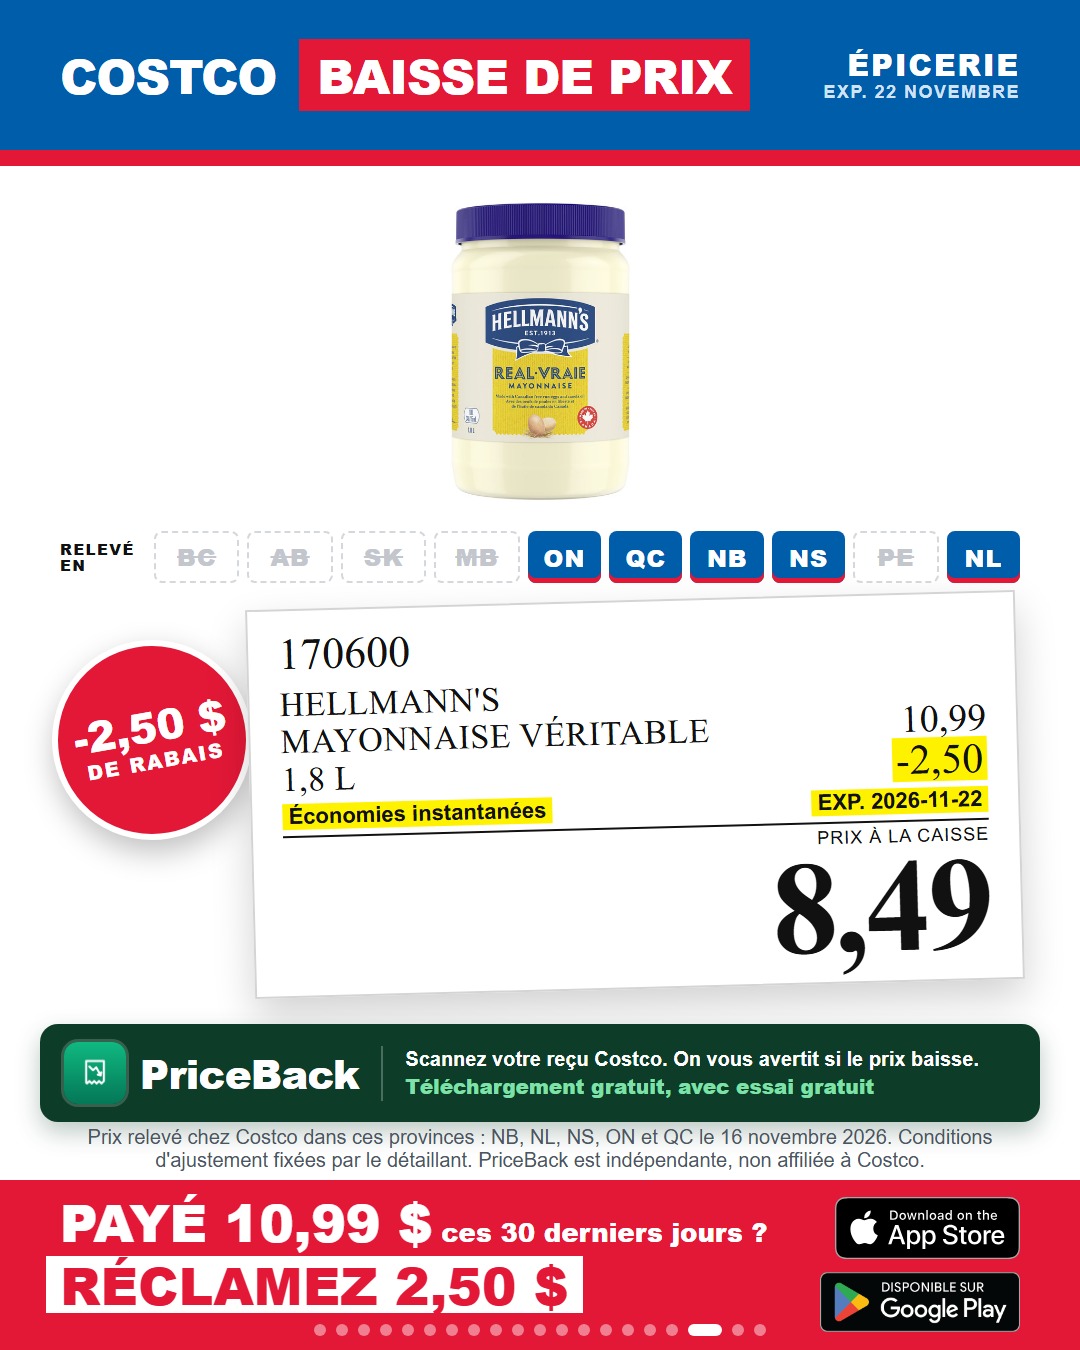 COSTCO BAISSE DE PRIX
ÉPICERIE
EXP. 22 NOVEMBRE
HELLMANN'S
EST. 1913
REAL·VRAIE
MAYONNAISE
1.8 L
RELEVÉ EN
BC AB SK MB ON QC NB NS PE NL
-2,50 $
DE RABAIS
170600
HELLMANN'S
MAYONNAISE VÉRITABLE
1,8 L
10,99
-2,50
Économies instantanées
EXP. 2026-11-22
PRIX À LA CAISSE
8,49
PriceBack
Scannez votre reçu Costco. On vous avertit si le prix baisse.
Téléchargement gratuit, avec essai gratuit
Prix relevé chez Costco dans ces provinces : NB, NL, NS, ON et QC le 16 novembre 2026. Conditions
d'ajustement fixées par le détaillant. PriceBack est indépendante, non affiliée à Costco.
PAYÉ 10,99 $ ces 30 derniers jours ?
RÉCLAMEZ 2,50 $
Download on the
App Store
DISPONIBLE SUR
Google Play